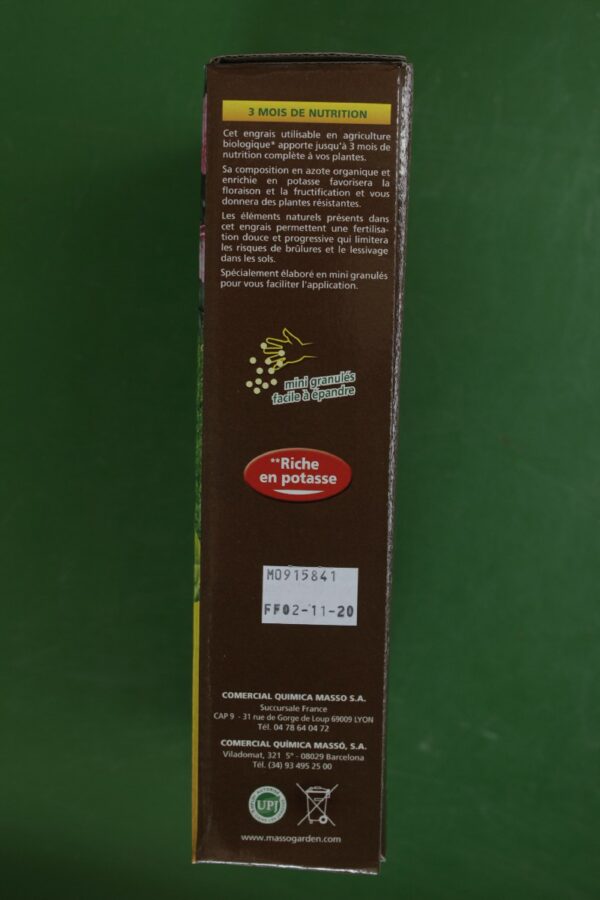 3 MOIS DE NUTRITION
Cet engrais utilisable en agriculture
biologique* apporte jusqu'à 3 mois de
nutrition complète à vos plantes.
Sa composition en azote organique et
enrichie en potasse favorisera la
floraison et la fructification et vous
donnera des plantes résistantes.
Les éléments naturels présents dans
cet engrais permettent une fertilisa-
tion douce et progressive qui limitera
les risques de brûlures et le lessivage
dans les sols.
Spécialement élaboré en mini granulés
pour vous faciliter l'application.
mini granulés
facile à épandre
**Riche
en potasse
M0915841
FF02-11-20
COMERCIAL QUIMICA MASSO S.A.
Succursale France
CAP 9 - 31 rue de Gorge de Loup 69009 LYON
Tél. 04 78 64 04 72
COMERCIAL QUÍMICA MASSÓ, S.A.
Viladomat, 321 5º - 08029 Barcelona
Tél. (34) 93 495 25 00
UPJ
www.massogarden.com